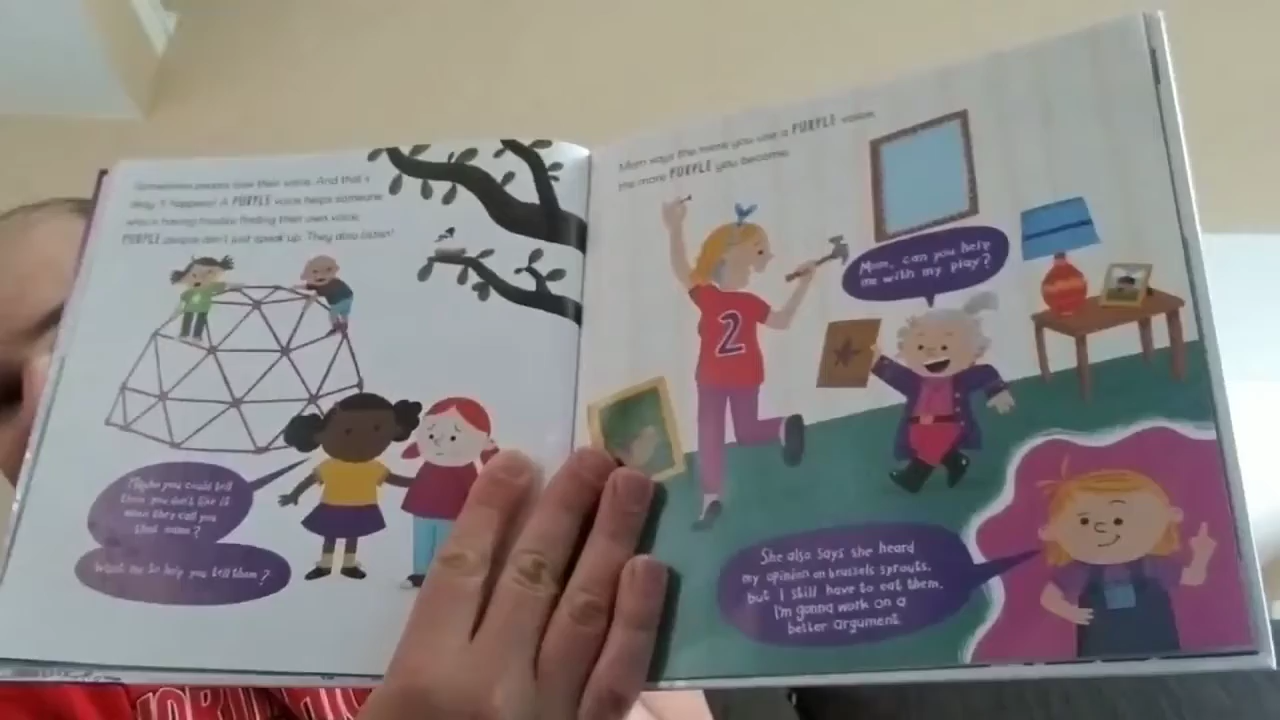 Sometimes people lose their voice. And that's
okay. It happens! A PURPLE voice helps someone
who is having trouble finding their own voice.
PURPLE people don't just speak up. They also listen!
Maybe you could tell
them you don't like it
when they call you
that name?
Want me to help you tell them?
Mom says the more you use a PURPLE voice,
the more PURPLE you become.
2
Mom, can you help
me with my play?
She also says she heard
my opinion on brussels sprouts,
but I still have to eat them.
I'm gonna work on a
better argument.